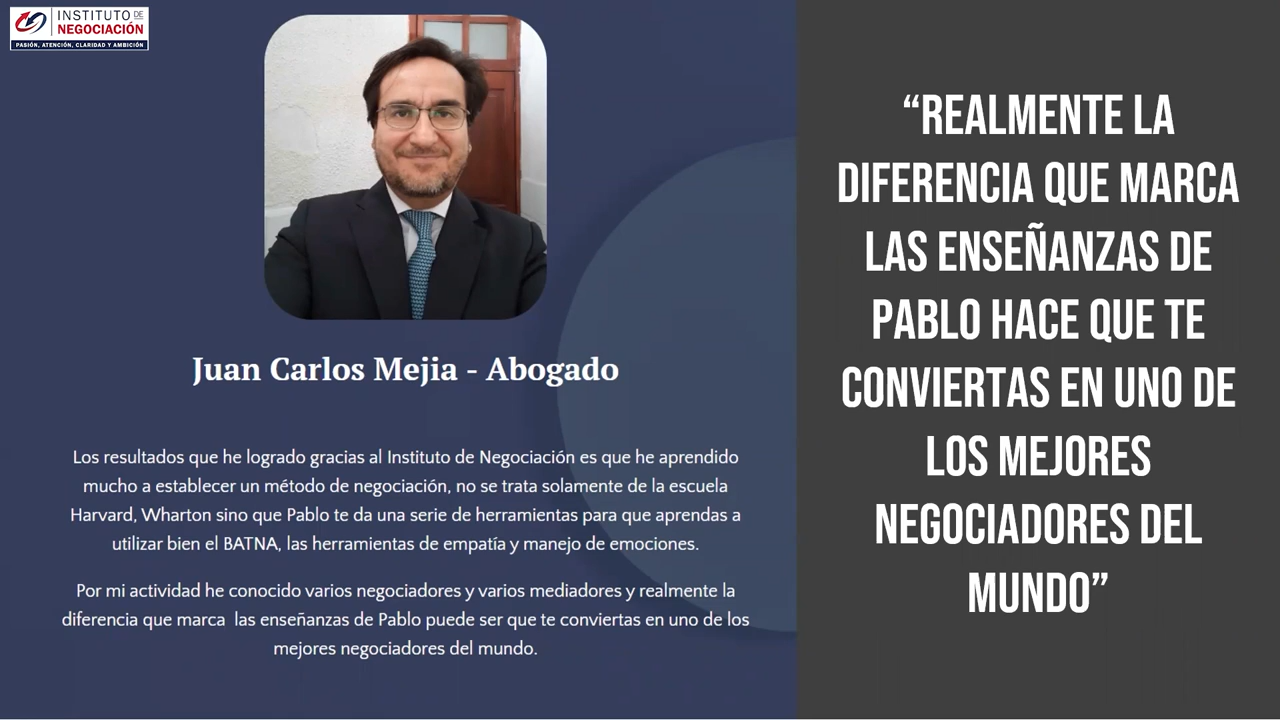 INSTITUTO DE
NEGOCIACIÓN
PASIÓN, ATENCIÓN, CLARIDAD Y AMBICIÓN
Juan Carlos Mejia - Abogado
Los resultados que he logrado gracias al Instituto de Negociación es que he aprendido
mucho a establecer un método de negociación, no se trata solamente de la escuela
Harvard, Wharton sino que Pablo te da una serie de herramientas para que aprendas a
utilizar bien el BATNA, las herramientas de empatía y manejo de emociones.
Por mi actividad he conocido varios negociadores y varios mediadores y realmente la
diferencia que marca  las enseñanzas de Pablo puede ser que te conviertas en uno de los
mejores negociadores del mundo.
“REALMENTE LA
DIFERENCIA QUE MARCA
LAS ENSEÑANZAS DE
PABLO HACE QUE TE
CONVIERTAS EN UNO DE
LOS MEJORES
NEGOCIADORES DEL
MUNDO”